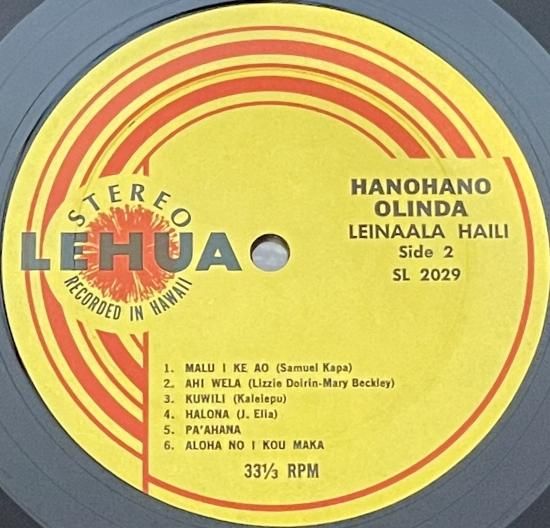 STEREO
LEHUA
RECORDED IN HAWAII
HANOHANO
OLINDA
LEINAALA HAILI
Side 2
SL 2029
1. MALU I KE AO (Samuel Kapa)
2. AHI WELA (Lizzie Doirin-Mary Beckley)
3. KUWILI (Kalelepu)
4. HALONA (J. Elia)
5. PA'AHANA
6. ALOHA NO I KOU MAKA
33⅓ RPM